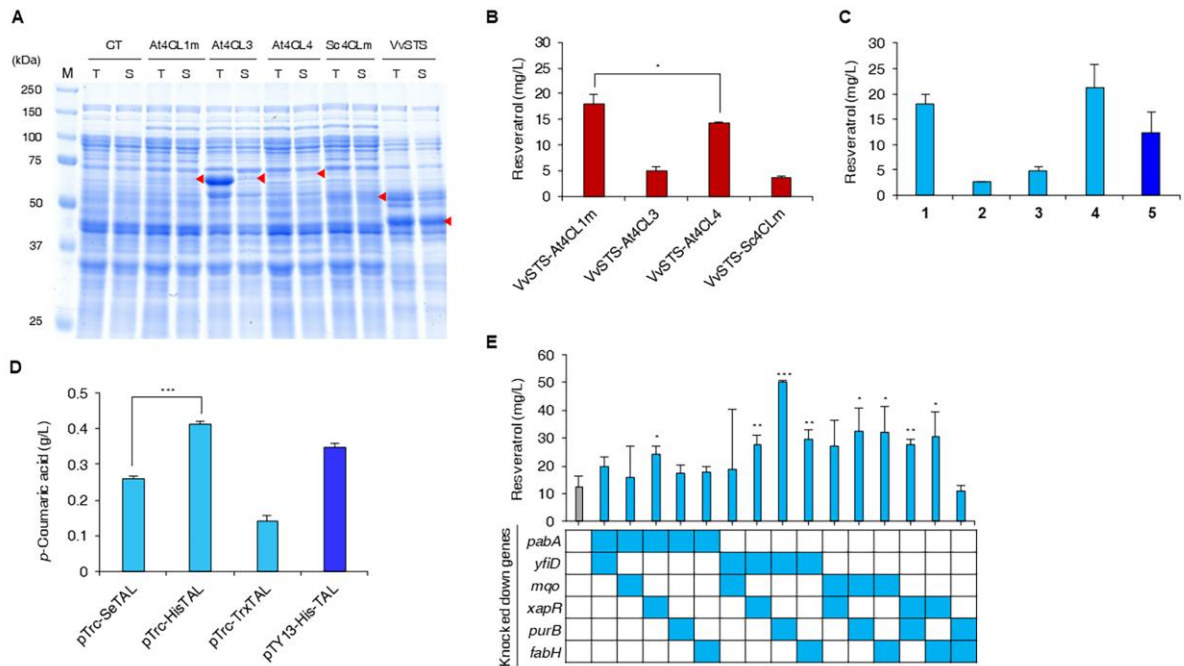 A
CT At4CL1m At4CL3 At4CL4 Sc4CLm VvSTS
(kDa) M T S T S T S T S T S T S
250
150
100
75
50
37
25
B
Resveratrol (mg/L)
30
25
20
15
10
5
0
*
VvSTS-At4CL1m
VvSTS-At4CL3
VvSTS-At4CL4
VvSTS-Sc4CLm
C
Resveratrol (mg/L)
30
25
20
15
10
5
0
1 2 3 4 5
D
p-Coumaric acid (g/L)
0.5
0.4
0.3
0.2
0.1
0
***
pTrc-SeTAL
pTrc-HisTAL
pTrc-TrxTAL
pTY13-His-TAL
E
Resveratrol (mg/L)
60
50
40
30
20
10
0
* ** *** ** * * ** *
Knocked down genes
pabA
yfiD
mqo
xapR
purB
fabH